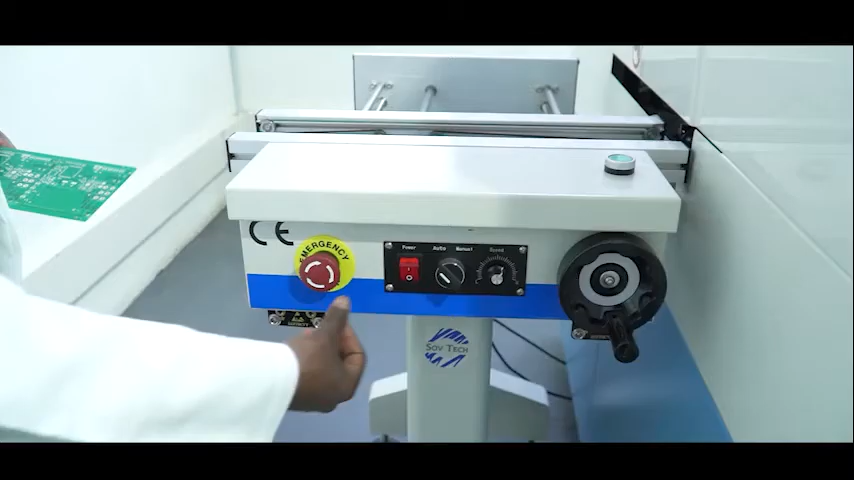 CE
EMERGENCY
Power
Auto Manual
Speed
SOV TECH